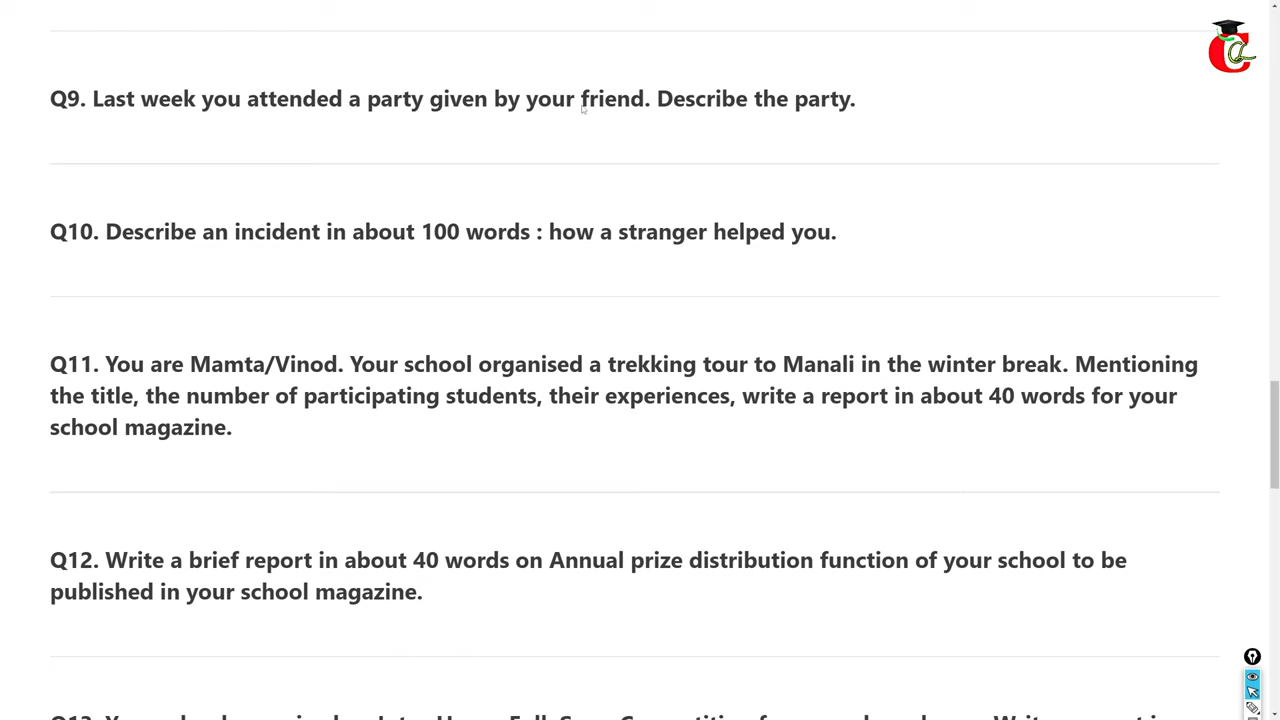 Q9. Last week you attended a party given by your friend. Describe the party.
Q10. Describe an incident in about 100 words : how a stranger helped you.
Q11. You are Mamta/Vinod. Your school organised a trekking tour to Manali in the winter break. Mentioning
the title, the number of participating students, their experiences, write a report in about 40 words for your
school magazine.
Q12. Write a brief report in about 40 words on Annual prize distribution function of your school to be
published in your school magazine.